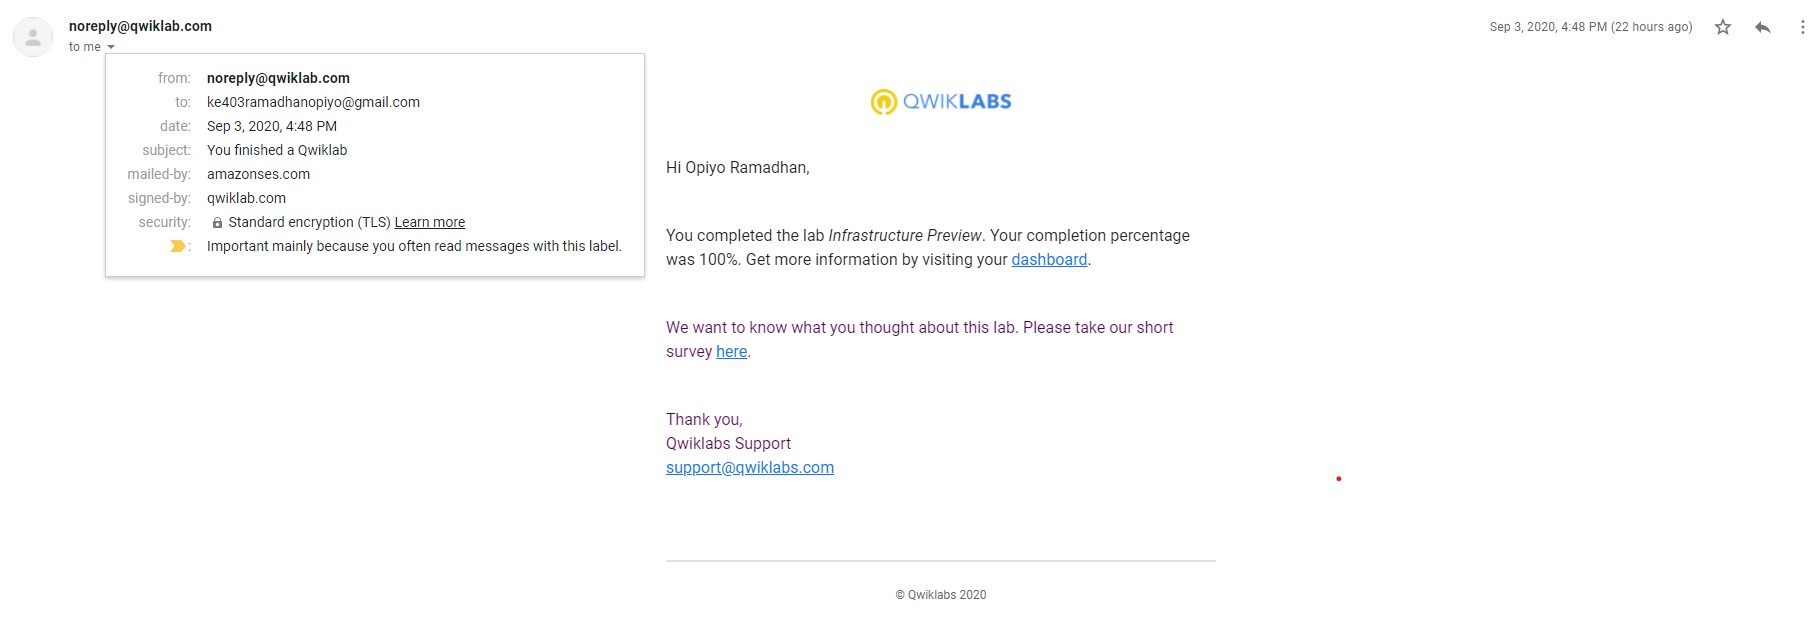 noreply@qwiklab.com
Sep 3, 2020, 4:48 PM (22 hours ago)
to me
from: noreply@qwiklab.com
to: ke403ramadhanopiyo@gmail.com
date: Sep 3, 2020, 4:48 PM
subject: You finished a Qwiklab
mailed-by: amazonses.com
signed-by: qwiklab.com
security: Standard encryption (TLS) Learn more
: Important mainly because you often read messages with this label.
QWIKLABS
Hi Opiyo Ramadhan,
You completed the lab Infrastructure Preview. Your completion percentage
was 100%. Get more information by visiting your dashboard.
We want to know what you thought about this lab. Please take our short
survey here.
Thank you,
Qwiklabs Support
support@qwiklabs.com
© Qwiklabs 2020